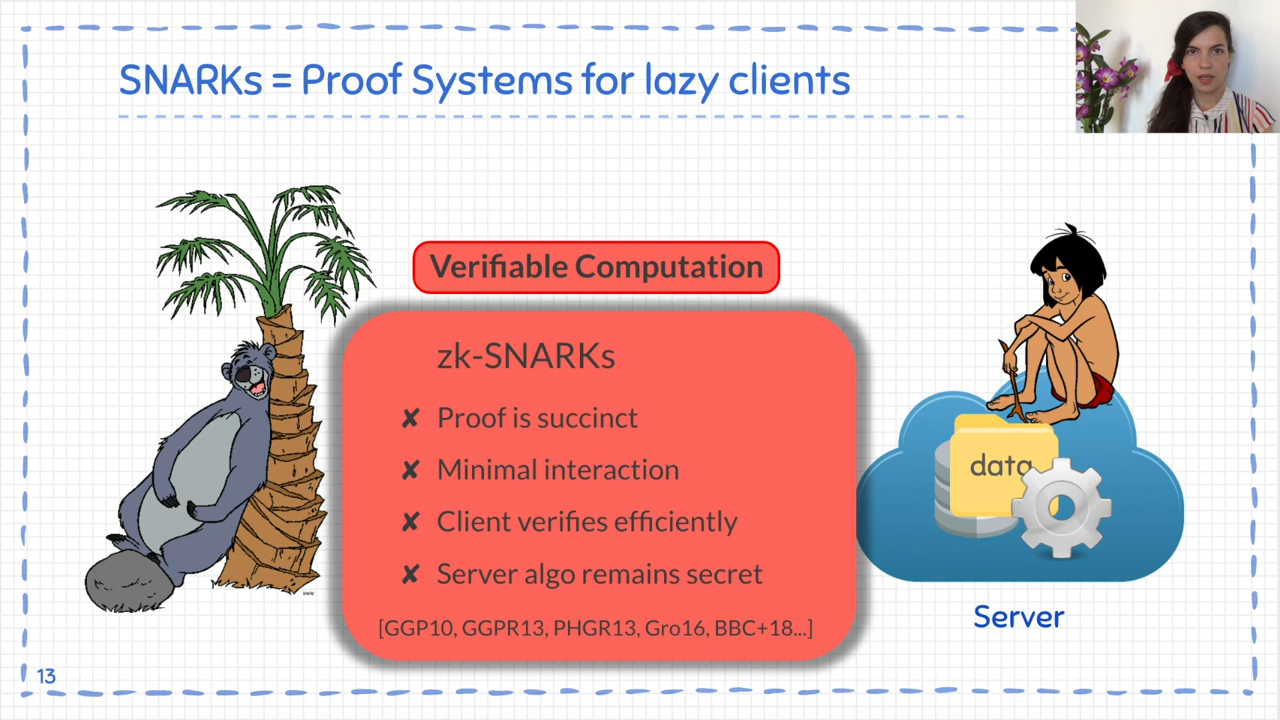 SNARKs = Proof Systems for lazy clients
Verifiable Computation
zk-SNARKs
✘ Proof is succinct
✘ Minimal interaction
✘ Client verifies efficiently
✘ Server algo remains secret
[GGP10, GGPR13, PHGR13, Gro16, BBC+18...]
data
Server
13